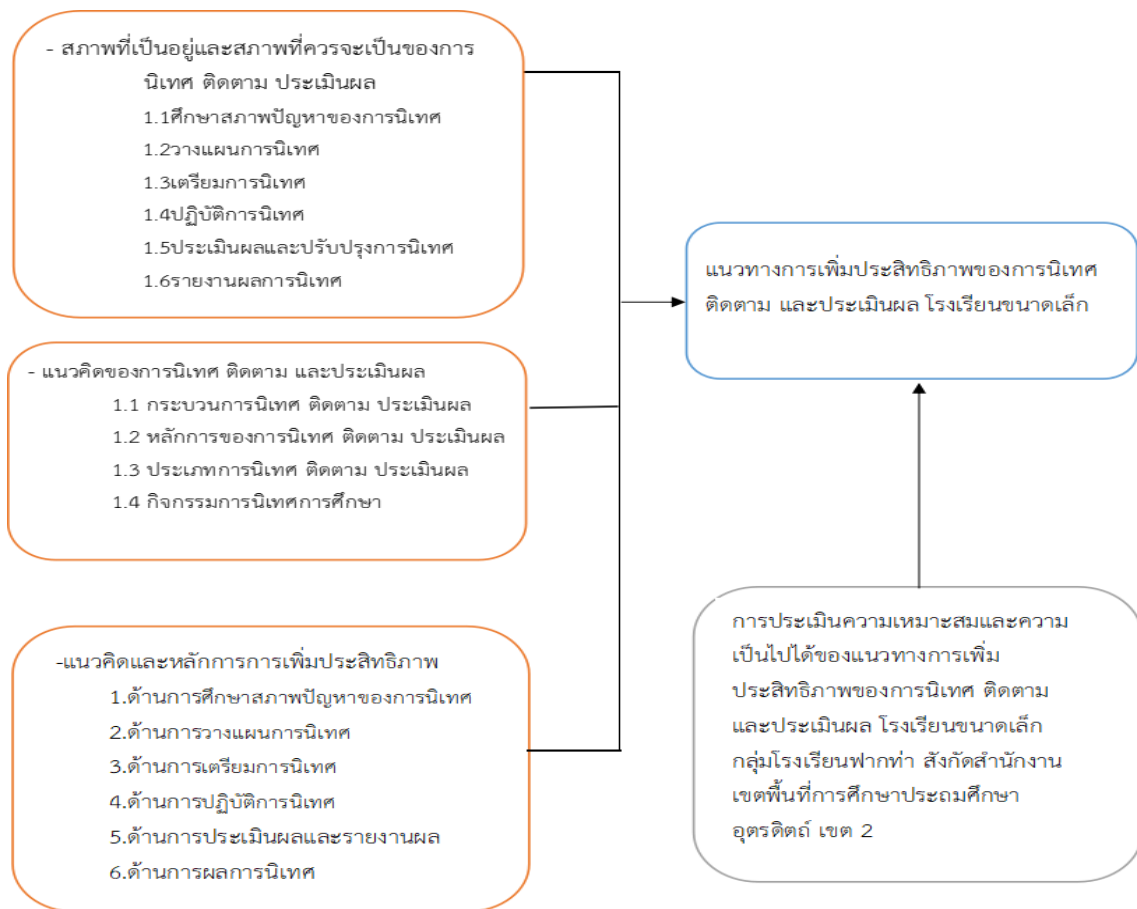 - สภาพที่เป็นอยู่และสภาพที่ควรจะเป็นของการ
นิเทศ ติดตาม ประเมินผล
1.1ศึกษาสภาพปัญหาของการนิเทศ
1.2วางแผนการนิเทศ
1.3เตรียมการนิเทศ
1.4ปฏิบัติการนิเทศ
1.5ประเมินผลและปรับปรุงการนิเทศ
1.6รายงานผลการนิเทศ
- แนวคิดของการนิเทศ ติดตาม และประเมินผล
1.1 กระบวนการนิเทศ ติดตาม ประเมินผล
1.2 หลักการของการนิเทศ ติดตาม ประเมินผล
1.3 ประเภทการนิเทศ ติดตาม ประเมินผล
1.4 กิจกรรมการนิเทศการศึกษา
-แนวคิดและหลักการการเพิ่มประสิทธิภาพ
1.ด้านการศึกษาสภาพปัญหาของการนิเทศ
2.ด้านการวางแผนการนิเทศ
3.ด้านการเตรียมการนิเทศ
4.ด้านการปฏิบัติการนิเทศ
5.ด้านการประเมินผลและรายงานผล
6.ด้านการผลการนิเทศ
แนวทางการเพิ่มประสิทธิภาพของการนิเทศ
ติดตาม และประเมินผล โรงเรียนขนาดเล็ก
การประเมินความเหมาะสมและความ
เป็นไปได้ของแนวทางการเพิ่ม
ประสิทธิภาพของการนิเทศ ติดตาม
และประเมินผล โรงเรียนขนาดเล็ก
กลุ่มโรงเรียนฟากท่า สังกัดสำนักงาน
เขตพื้นที่การศึกษาประถมศึกษา
อุตรดิตถ์ เขต 2